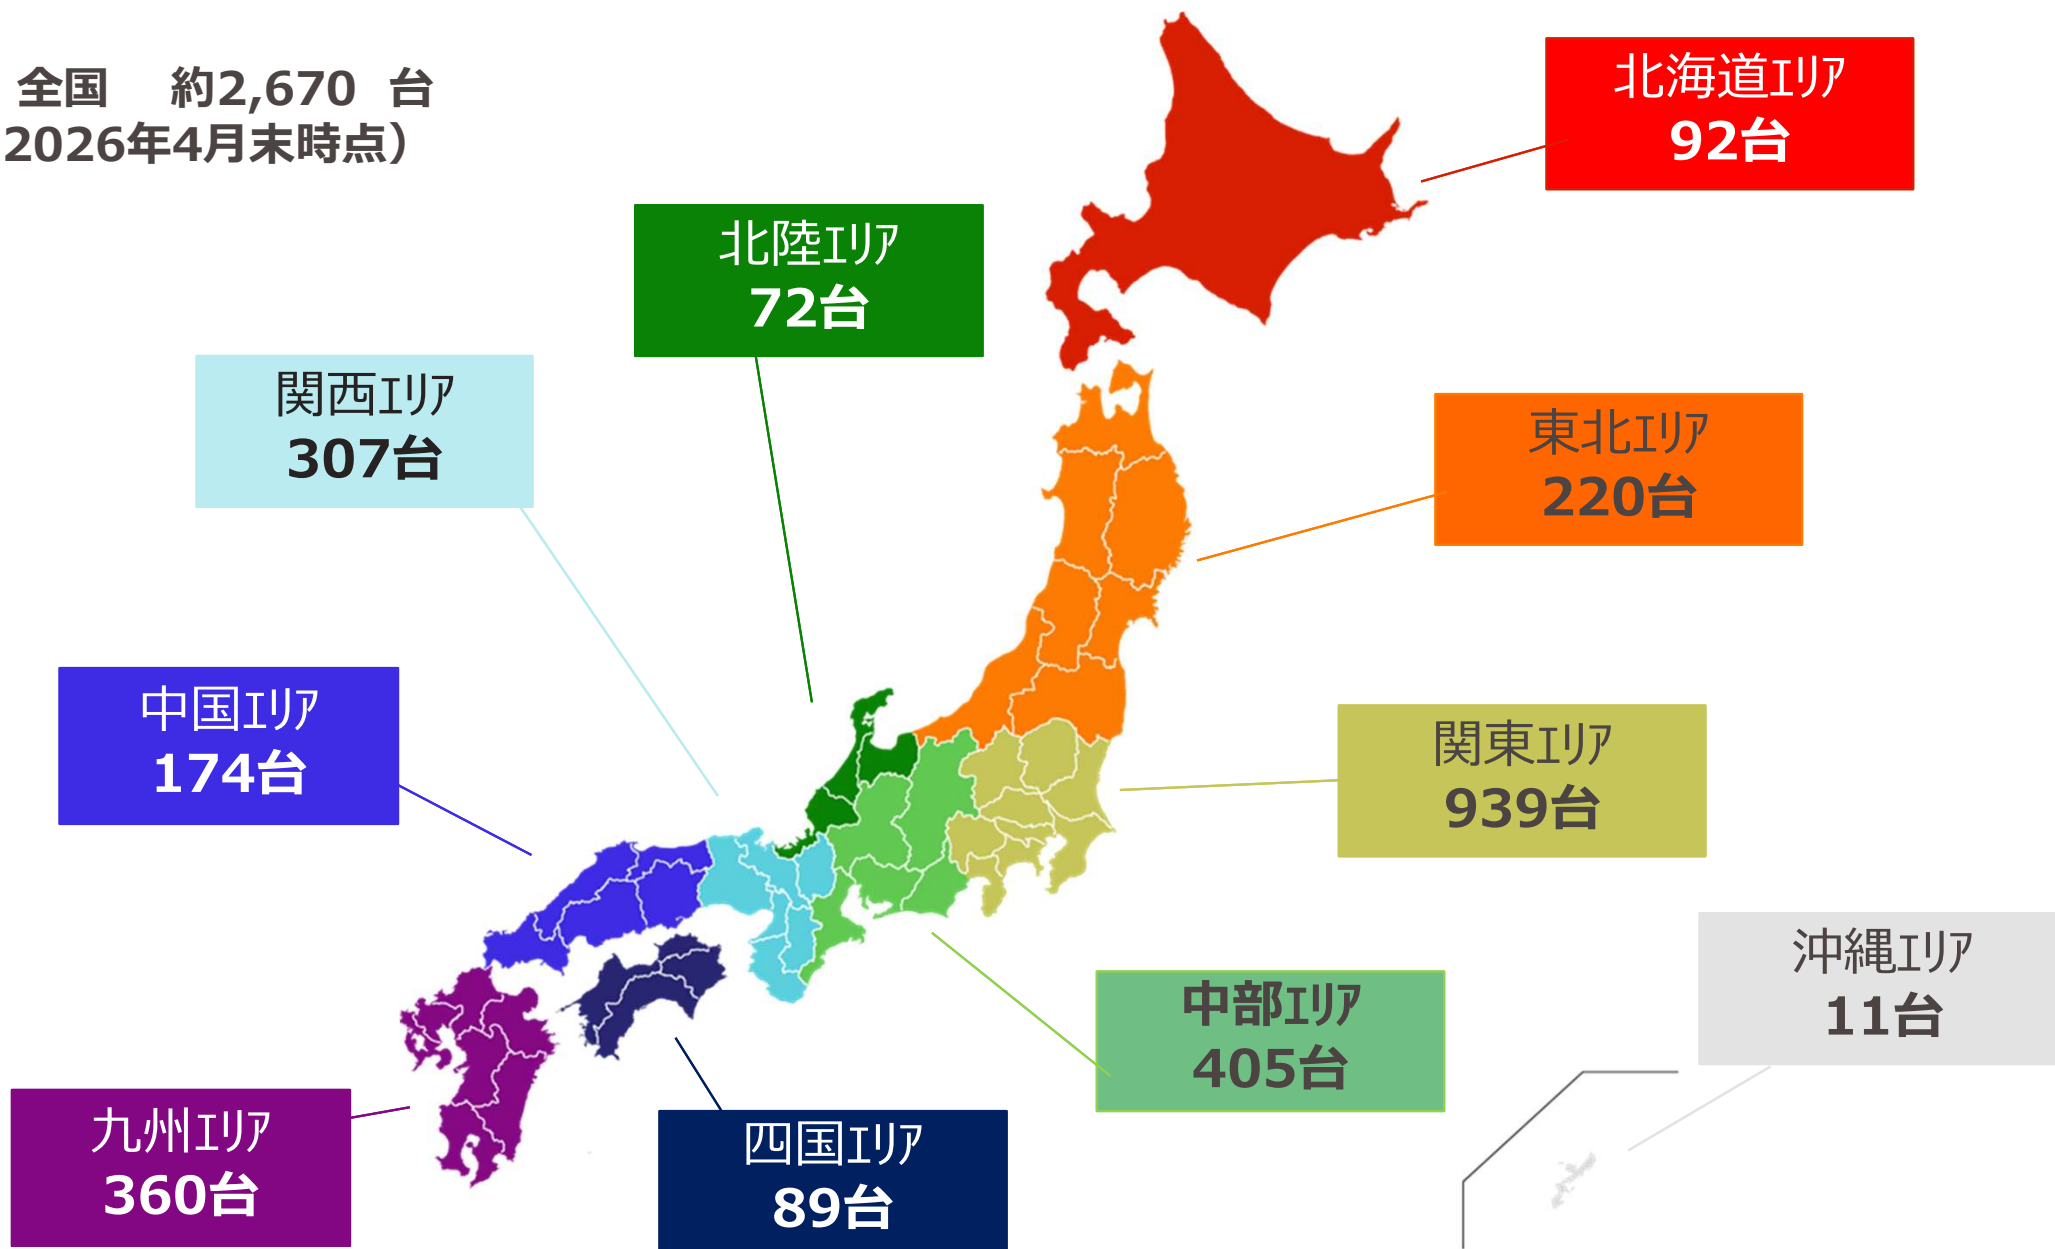 全国 約2,670 台
2026年4月末時点）
北海道ｴﾘｱ
92台
北陸ｴﾘｱ
72台
関西ｴﾘｱ
307台
東北ｴﾘｱ
220台
中国ｴﾘｱ
174台
関東ｴﾘｱ
939台
沖縄ｴﾘｱ
11台
中部ｴﾘｱ
405台
九州ｴﾘｱ
360台
四国ｴﾘｱ
89台